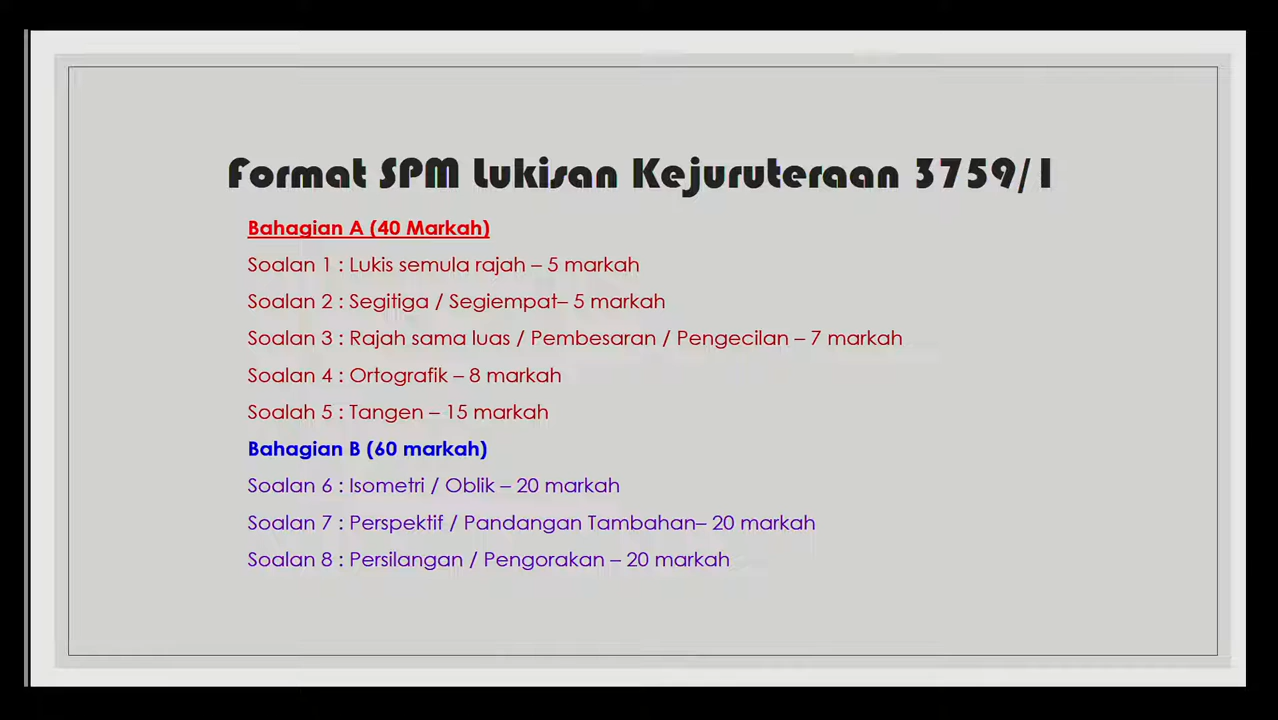 Format SPM Lukisan Kejuruteraan 3759/1
Bahagian A (40 Markah)
Soalan 1 : Lukis semula rajah – 5 markah
Soalan 2 : Segitiga / Segiempat– 5 markah
Soalan 3 : Rajah sama luas / Pembesaran / Pengecilan – 7 markah
Soalan 4 : Ortografik – 8 markah
Soalah 5 : Tangen – 15 markah
Bahagian B (60 markah)
Soalan 6 : Isometri / Oblik – 20 markah
Soalan 7 : Perspektif / Pandangan Tambahan– 20 markah
Soalan 8 : Persilangan / Pengorakan – 20 markah